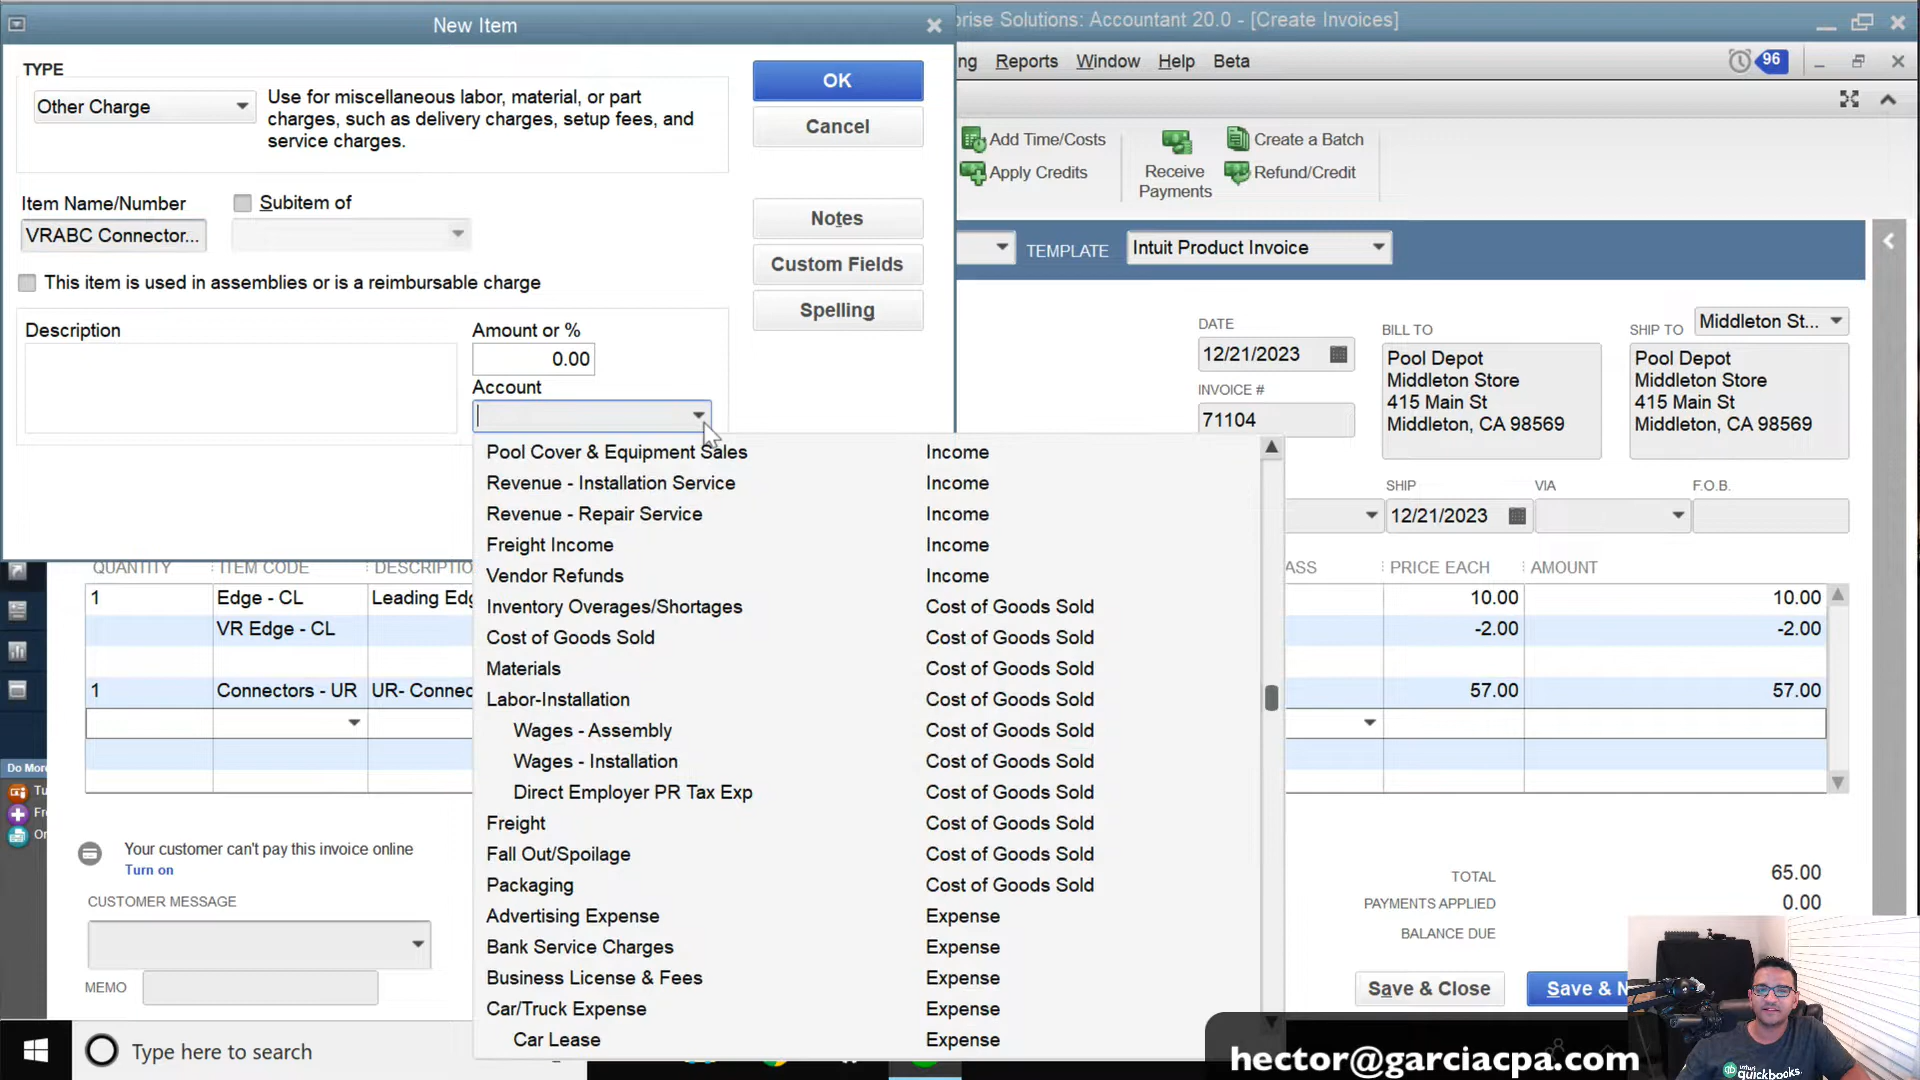 New Item
rise Solutions: Accountant 20.0 - [Create Invoices]
ng Reports Window Help Beta
96
TYPE
Other Charge
Use for miscellaneous labor, material, or part
charges, such as delivery charges, setup fees, and
service charges.
OK
Cancel
Notes
Custom Fields
Spelling
Item Name/Number
Subitem of
VRABC Connector...
This item is used in assemblies or is a reimbursable charge
Description
Amount or %
0.00
Account
Add Time/Costs
Apply Credits
Receive
Payments
Create a Batch
Refund/Credit
TEMPLATE
Intuit Product Invoice
DATE
12/21/2023
INVOICE #
71104
BILL TO
Pool Depot
Middleton Store
415 Main St
Middleton, CA 98569
SHIP TO
Middleton St...
Pool Depot
Middleton Store
415 Main St
Middleton, CA 98569
SHIP
VIA
F.O.B.
12/21/2023
Pool Cover & Equipment Sales Income
Revenue - Installation Service Income
Revenue - Repair Service Income
Freight Income Income
Vendor Refunds Income
Inventory Overages/Shortages Cost of Goods Sold
Cost of Goods Sold Cost of Goods Sold
Materials Cost of Goods Sold
Labor-Installation Cost of Goods Sold
Wages - Assembly Cost of Goods Sold
Wages - Installation Cost of Goods Sold
Direct Employer PR Tax Exp Cost of Goods Sold
Freight Cost of Goods Sold
Fall Out/Spoilage Cost of Goods Sold
Packaging Cost of Goods Sold
Advertising Expense Expense
Bank Service Charges Expense
Business License & Fees Expense
Car/Truck Expense Expense
Car Lease Expense
QUANTITY ITEM CODE DESCRIPTIO ASS PRICE EACH AMOUNT
1 Edge - CL Leading Edg 10.00 10.00
VR Edge - CL -2.00 -2.00
1 Connectors - UR UR- Connec 57.00 57.00
Do More
Tu
Fr
Or
Your customer can't pay this invoice online
Turn on
CUSTOMER MESSAGE
MEMO
TOTAL 65.00
PAYMENTS APPLIED 0.00
BALANCE DUE
Save & Close
Save & N
Type here to search
hector@garciacpa.com
quickbooks.